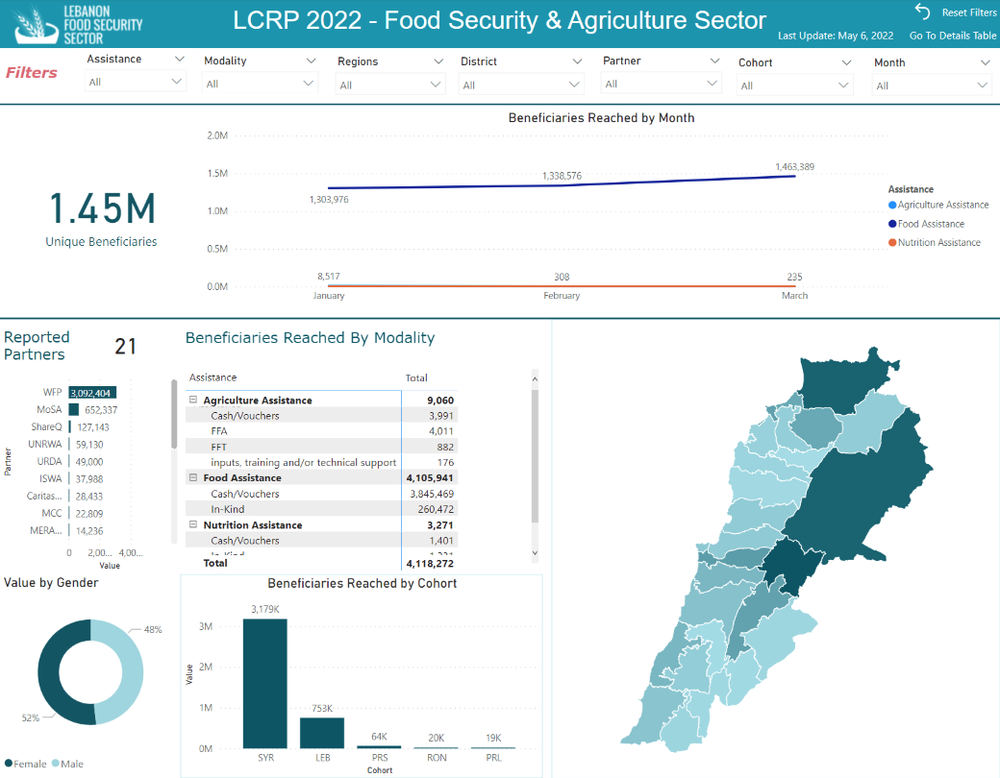 LEBANON
FOOD SECURITY
SECTOR
LCRP 2022 - Food Security & Agriculture Sector
Reset Filters
Last Update: May 6, 2022
Go To Details Table
Filters
Assistance
All
Modality
All
Regions
All
District
All
Partner
All
Cohort
All
Month
All
1.45M
Unique Beneficiaries
Beneficiaries Reached by Month
2.0M
1.5M
1.0M
0.5M
0.0M
1,303,976
1,338,576
1,463,389
8,517
308
235
January
February
March
Assistance
Agriculture Assistance
Food Assistance
Nutrition Assistance
Reported
Partners
21
Partner
WFP 3,092,404
MoSA 652,337
ShareQ 127,143
UNRWA 59,130
URDA 49,000
ISWA 37,988
Caritas... 28,433
MCC 22,809
MERA... 14,236
0 2,00... 4,00...
Value
Beneficiaries Reached By Modality
Assistance Total
Agriculture Assistance 9,060
Cash/Vouchers 3,991
FFA 4,011
FFT 882
inputs, training and/or technical support 176
Food Assistance 4,105,941
Cash/Vouchers 3,845,469
In-Kind 260,472
Nutrition Assistance 3,271
Cash/Vouchers 1,401
Total 4,118,272
Value by Gender
48%
52%
Female Male
Beneficiaries Reached by Cohort
Value
3M
2M
1M
0M
3,179K
753K
64K
20K
19K
SYR LEB PRS RON PRL
Cohort